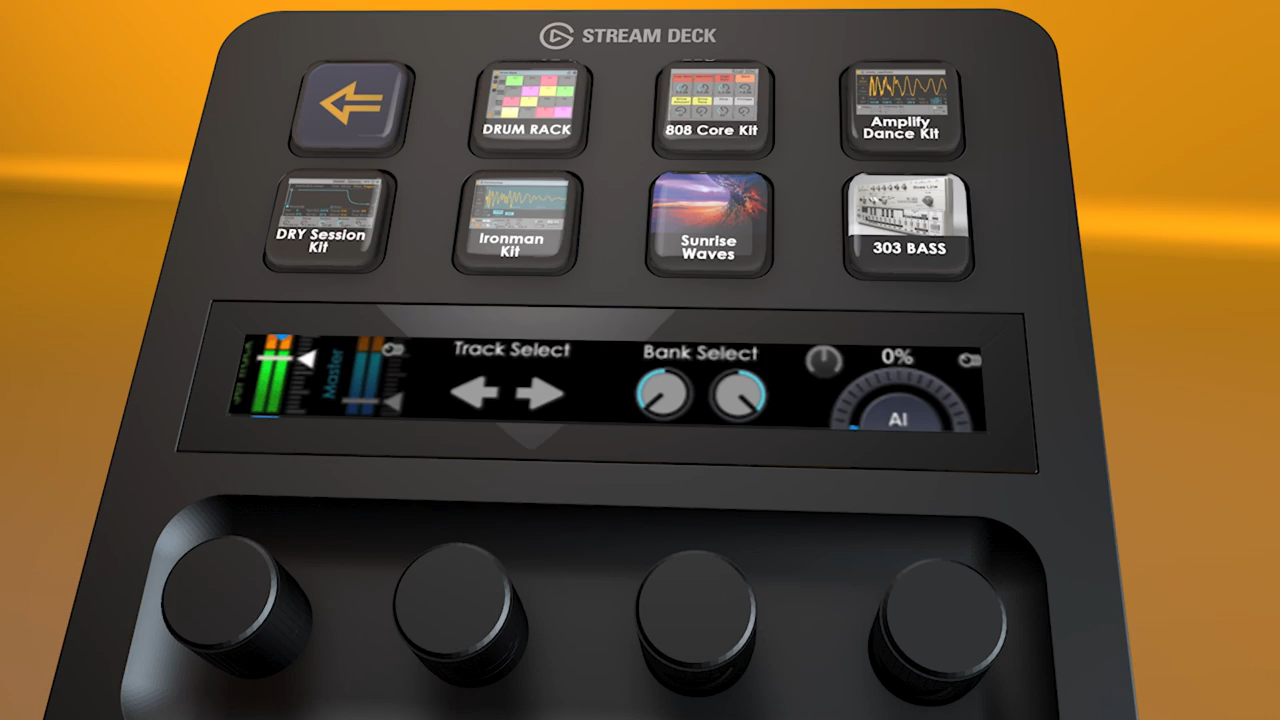 STREAM DECK
DRUM RACK
808 Core Kit
Amplify
Dance Kit
DRY Session
Kit
Ironman
Kit
Sunrise
Waves
303 BASS
Master
Track Select
Bank Select
0%
AI